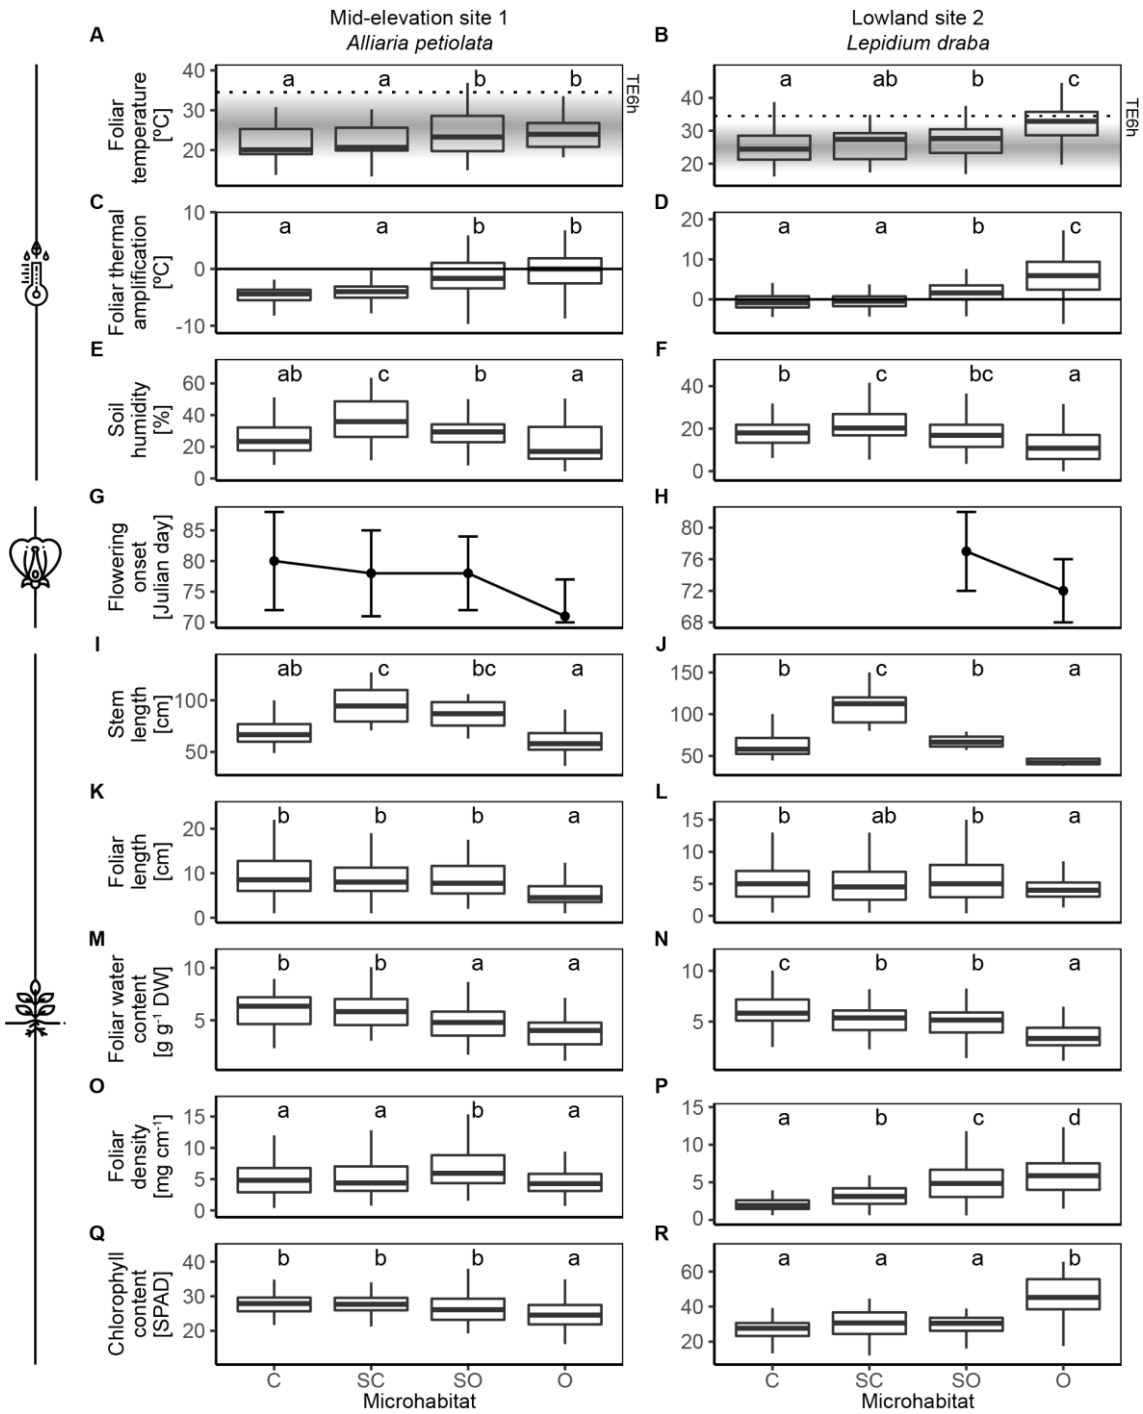 Mid-elevation site 1
Alliaria petiolata
Lowland site 2
Lepidium draba
A
Foliar
temperature
[ºC]
40
30
20
a a b b
TE6h
B
40
30
20
a ab b c
TE6h
C
Foliar thermal
amplification
[ºC]
10
0
-10
a a b b
D
20
10
0
a a b c
E
Soil
humidity
[%]
60
40
20
0
ab c b a
F
40
20
0
b c bc a
G
Flowering
onset
[Julian day]
85
80
75
70
H
80
76
72
68
I
Stem
length
[cm]
100
50
ab c bc a
J
150
100
50
b c b a
K
Foliar
length
[cm]
20
10
0
b b b a
L
15
10
5
0
b ab b a
M
Foliar water
content
[g g⁻¹ DW]
10
5
b b a a
N
10
5
c b b a
O
Foliar
density
[mg cm⁻¹]
15
10
5
0
a a b a
P
15
10
5
0
a b c d
Q
Chlorophyll
content
[SPAD]
40
30
20
b b b a
R
60
40
20
a a a b
C SC SO O
Microhabitat
C SC SO O
Microhabitat